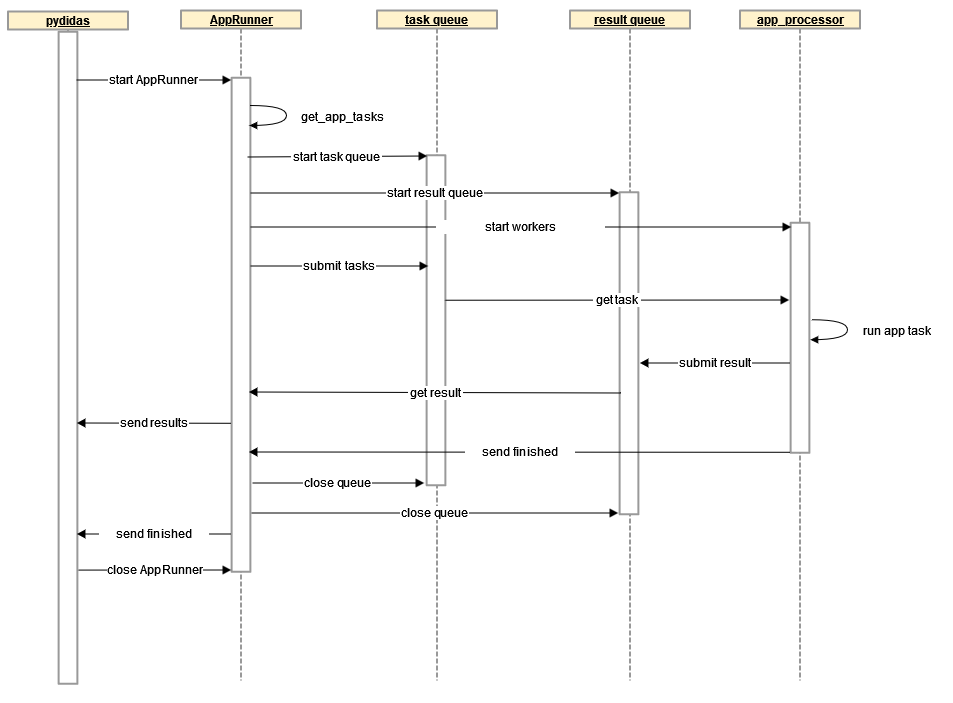 pydidas
AppRunner
task queue
result queue
app_processor
start AppRunner
get_app_tasks
start task queue
start result queue
start workers
submit tasks
get task
run app task
submit result
get result
send results
send finished
close queue
close queue
send finished
close AppRunner